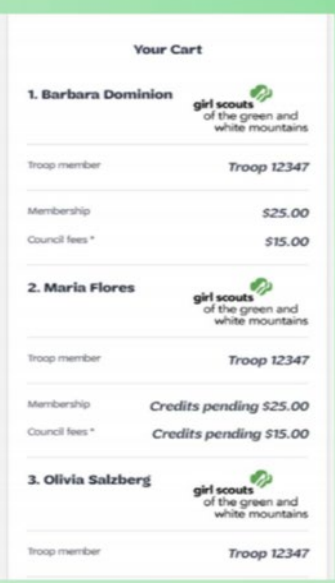 Your Cart
1. Barbara Dominion
girl scouts
of the green and
white mountains
Troop member Troop 12347
Membership $25.00
Council fees * $15.00
2. Maria Flores
girl scouts
of the green and
white mountains
Troop member Troop 12347
Membership Credits pending $25.00
Council fees * Credits pending $15.00
3. Olivia Salzberg
girl scouts
of the green and
white mountains
Troop member Troop 12347